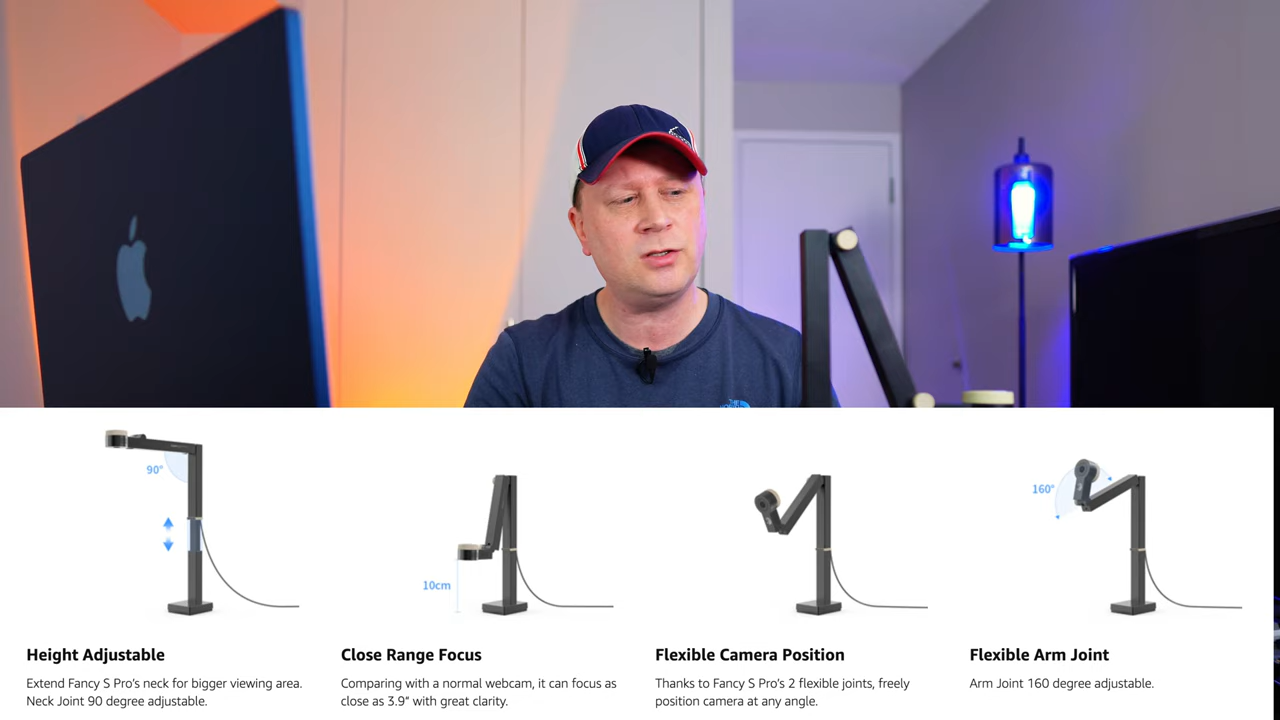 THE
90°
10cm
160°
Height Adjustable
Extend Fancy S Pro's neck for bigger viewing area.
Neck Joint 90 degree adjustable.
Close Range Focus
Comparing with a normal webcam, it can focus as
close as 3.9" with great clarity.
Flexible Camera Position
Thanks to Fancy S Pro's 2 flexible joints, freely
position camera at any angle.
Flexible Arm Joint
Arm Joint 160 degree adjustable.